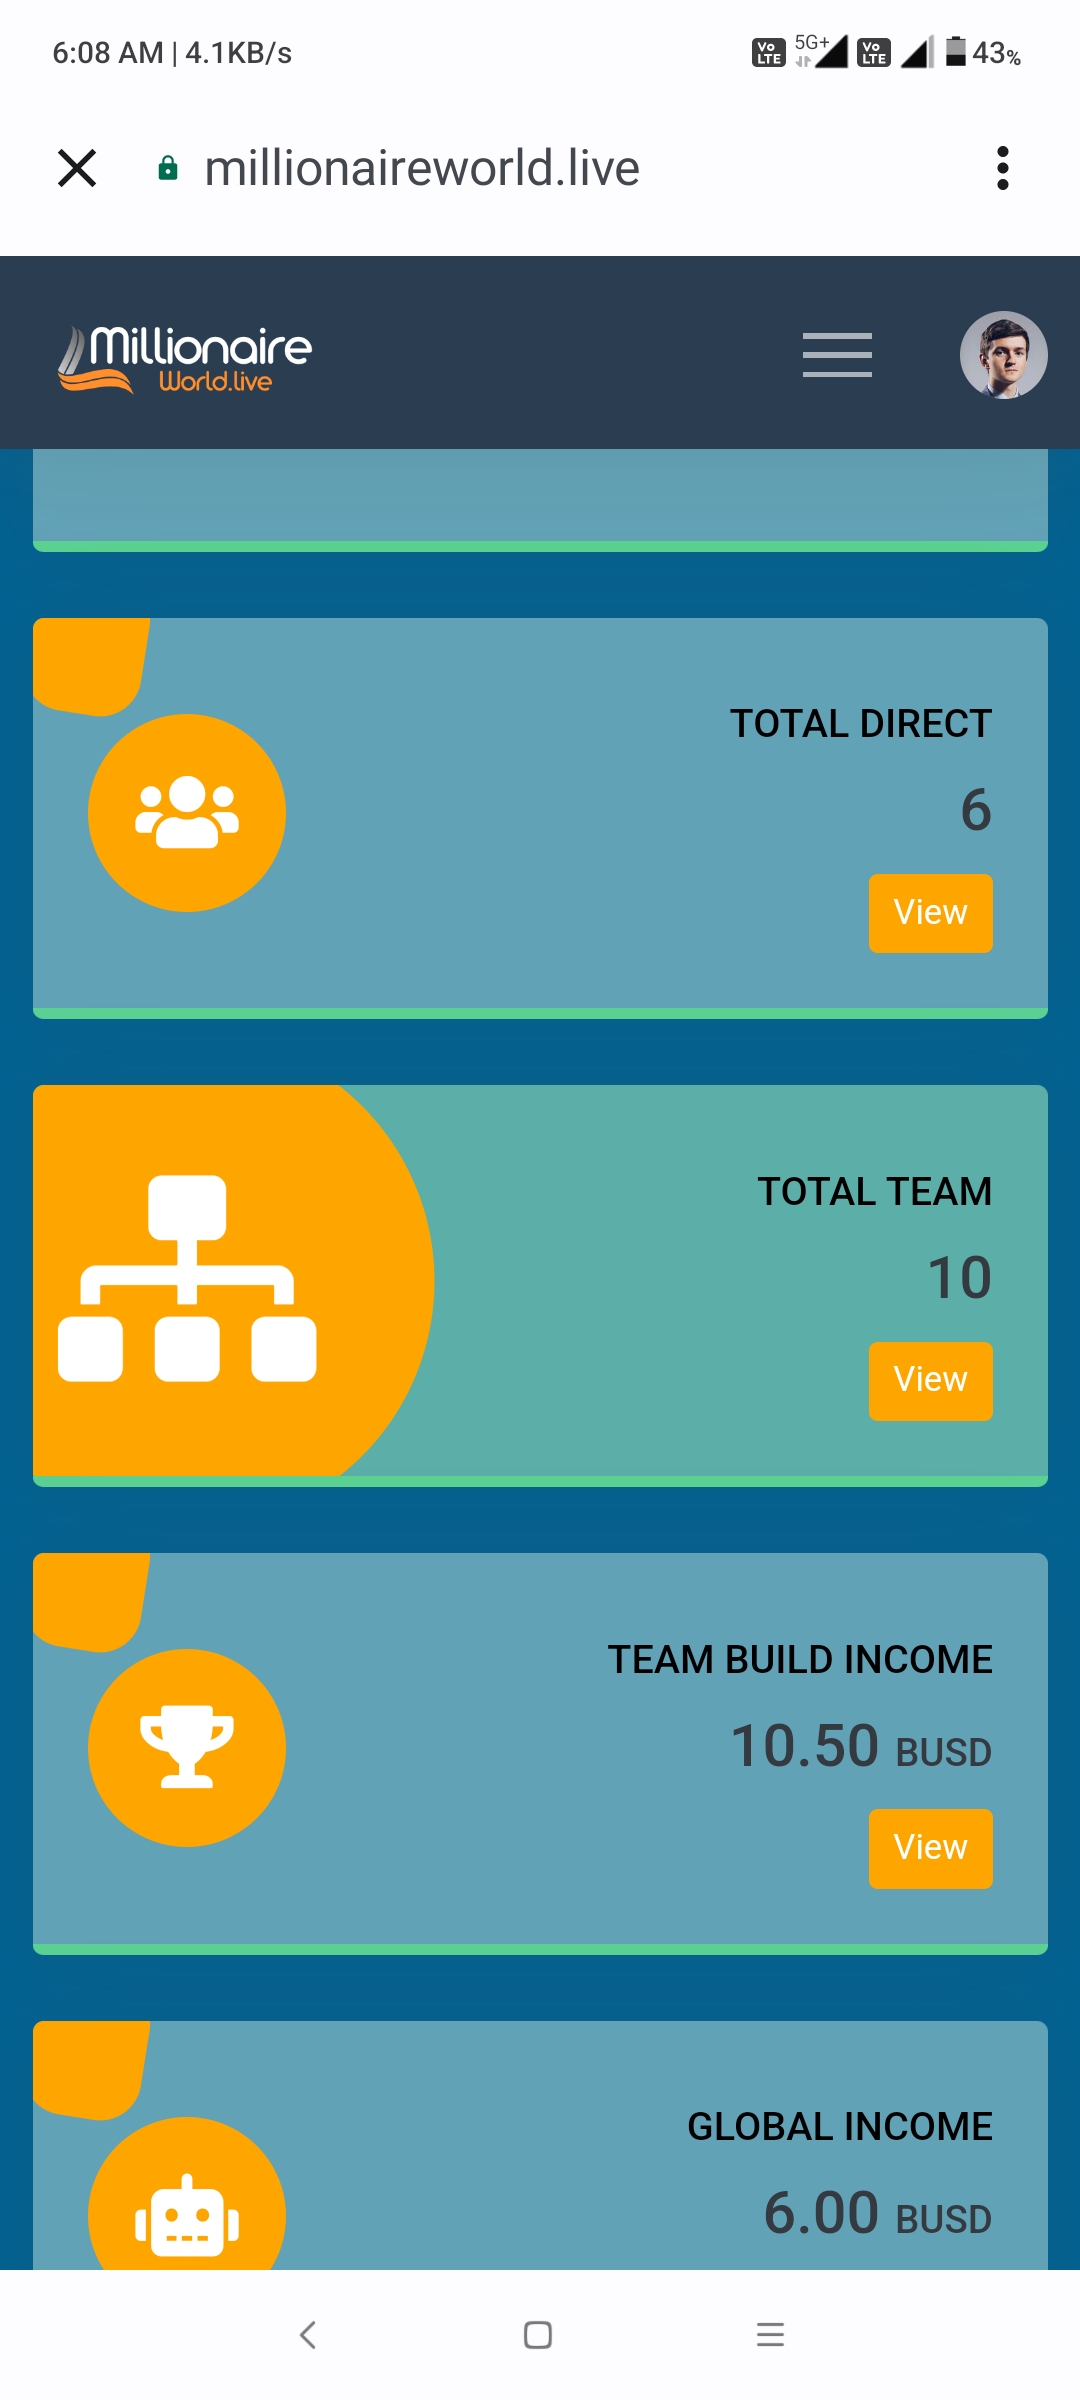 6:08 AM | 4.1KB/s
Vo LTE 5G+ Vo LTE 43%
millionaireworld.live
Millionaire
World.live
TOTAL DIRECT
6
View
TOTAL TEAM
10
View
TEAM BUILD INCOME
10.50 BUSD
View
GLOBAL INCOME
6.00 BUSD